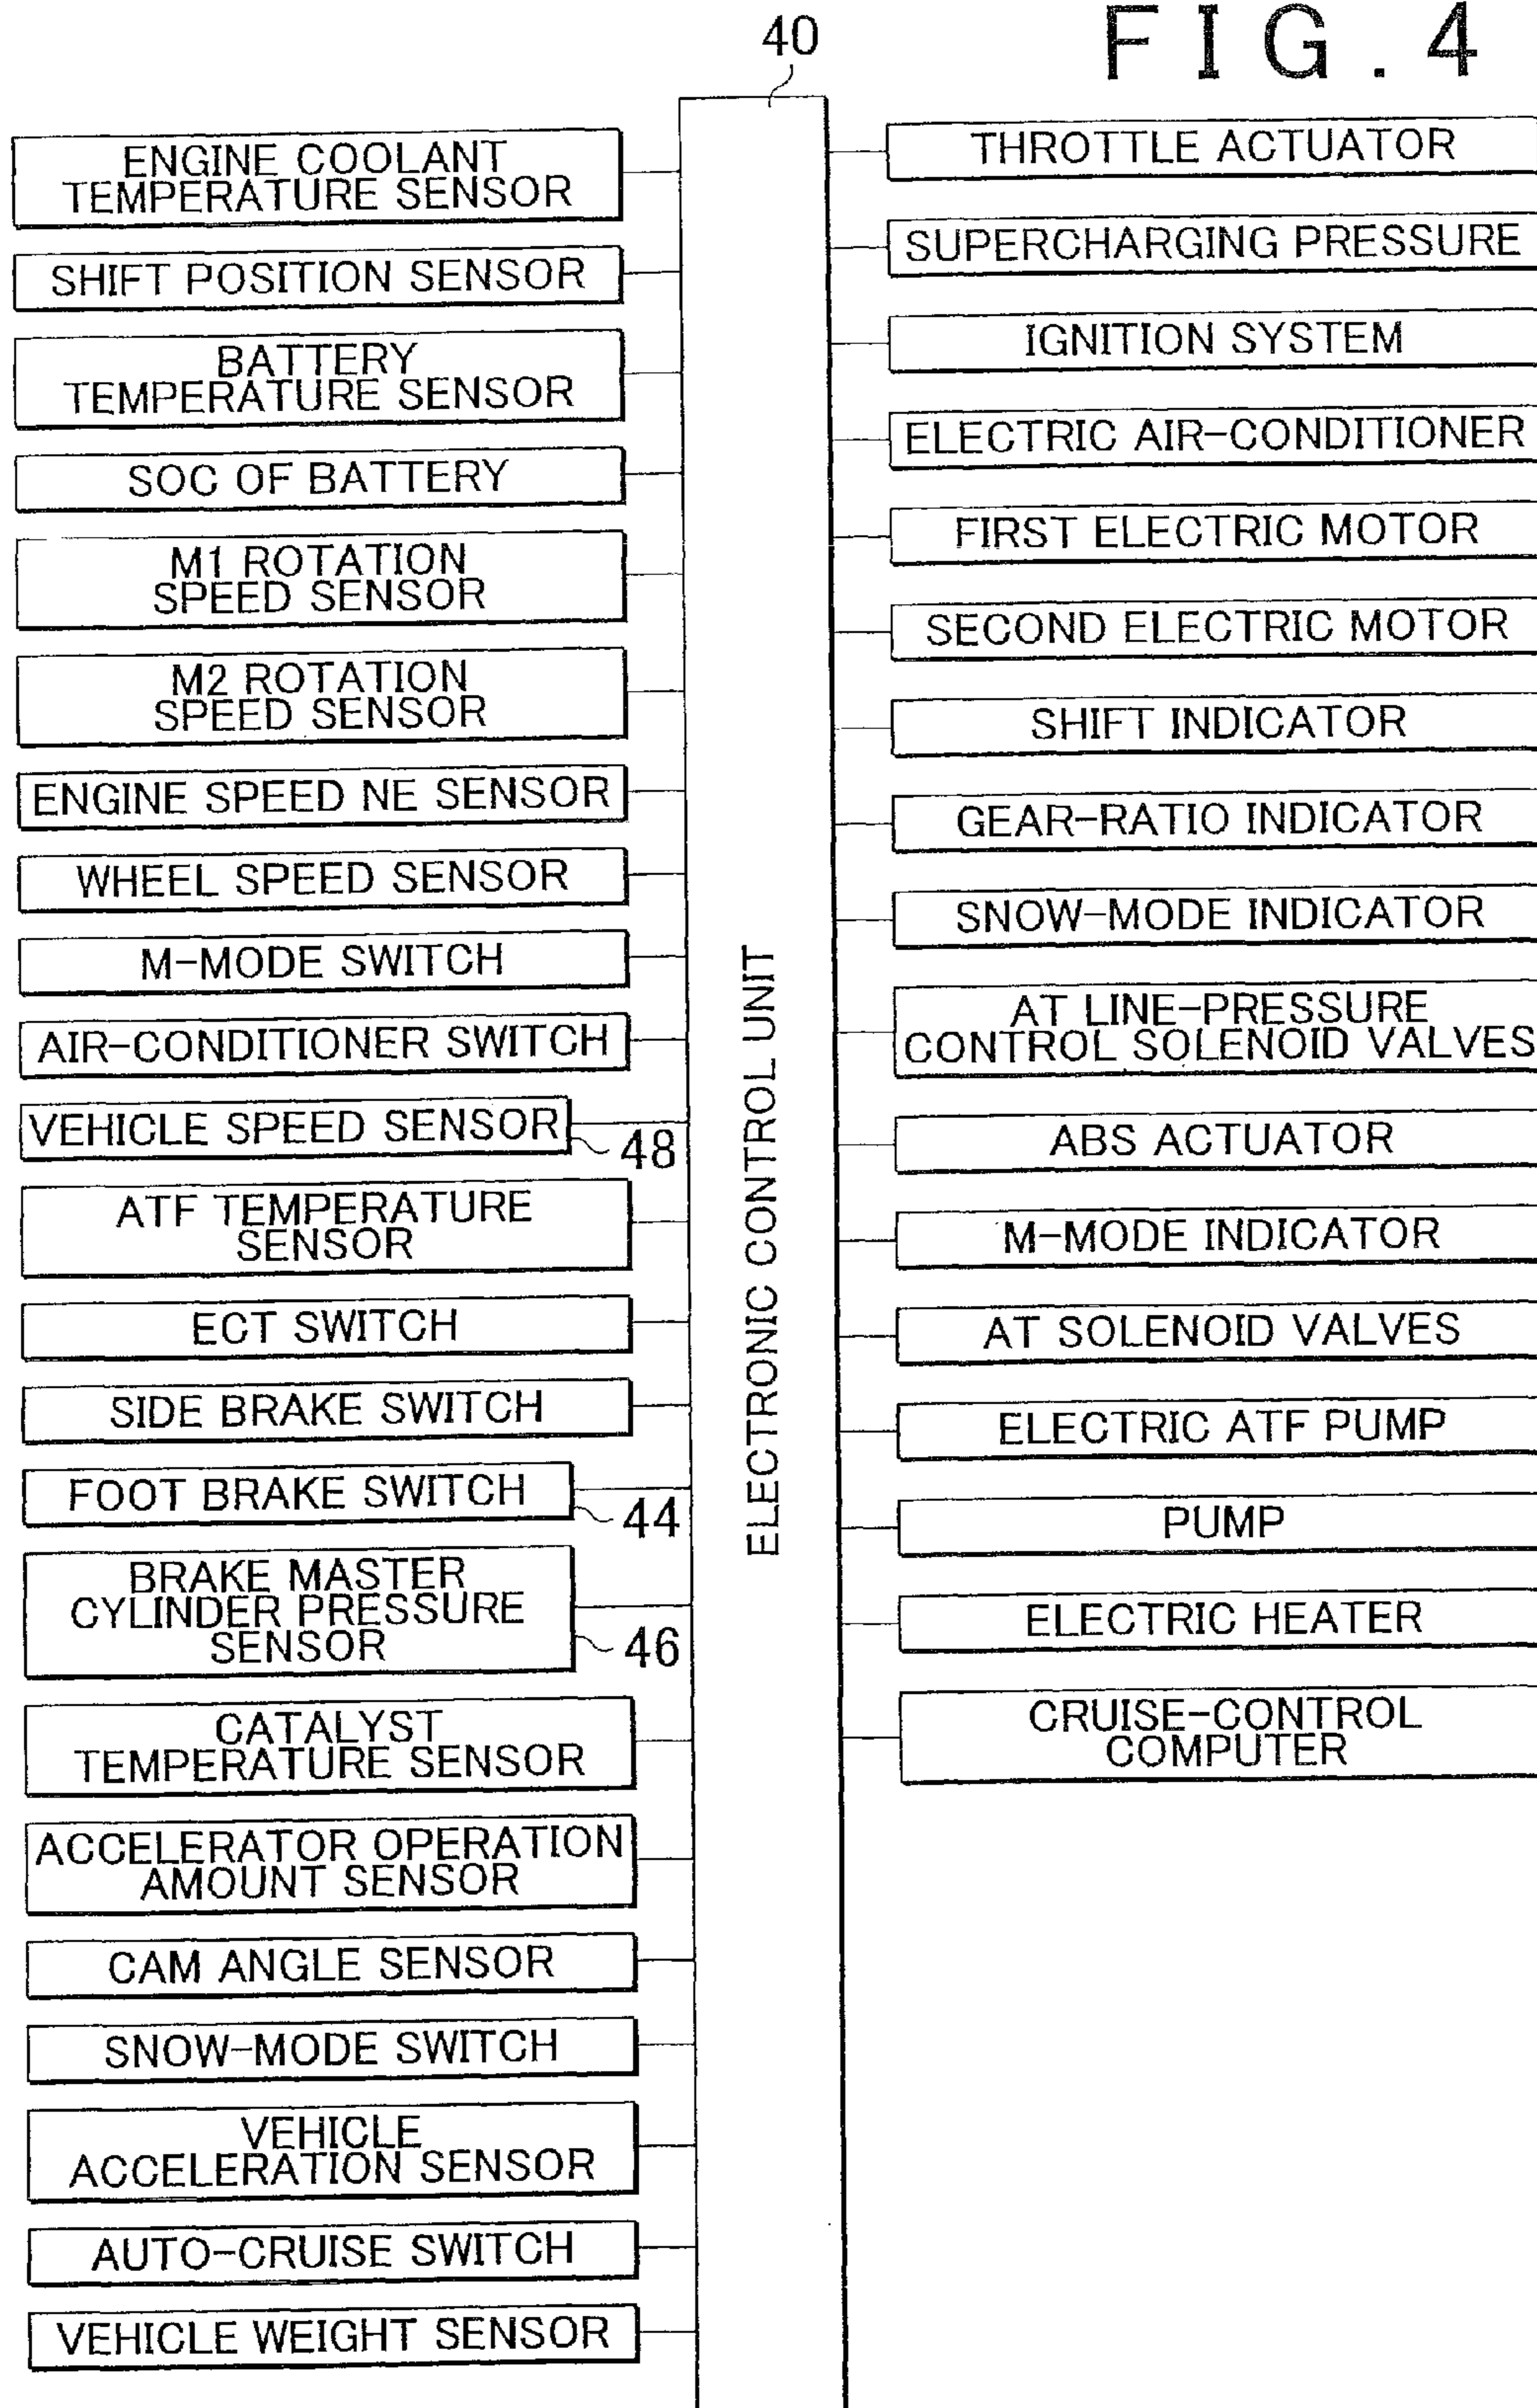 FIG. 4
40
ENGINE COOLANT
TEMPERATURE SENSOR
SHIFT POSITION SENSOR
BATTERY
TEMPERATURE SENSOR
SOC OF BATTERY
M1 ROTATION
SPEED SENSOR
M2 ROTATION
SPEED SENSOR
ENGINE SPEED NE SENSOR
WHEEL SPEED SENSOR
M-MODE SWITCH
AIR-CONDITIONER SWITCH
VEHICLE SPEED SENSOR
48
ATF TEMPERATURE
SENSOR
ECT SWITCH
SIDE BRAKE SWITCH
FOOT BRAKE SWITCH
44
BRAKE MASTER
CYLINDER PRESSURE
SENSOR
46
CATALYST
TEMPERATURE SENSOR
ACCELERATOR OPERATION
AMOUNT SENSOR
CAM ANGLE SENSOR
SNOW-MODE SWITCH
VEHICLE
ACCELERATION SENSOR
AUTO-CRUISE SWITCH
VEHICLE WEIGHT SENSOR
ELECTRONIC CONTROL UNIT
THROTTLE ACTUATOR
SUPERCHARGING PRESSURE
IGNITION SYSTEM
ELECTRIC AIR-CONDITIONER
FIRST ELECTRIC MOTOR
SECOND ELECTRIC MOTOR
SHIFT INDICATOR
GEAR-RATIO INDICATOR
SNOW-MODE INDICATOR
AT LINE-PRESSURE
CONTROL SOLENOID VALVES
ABS ACTUATOR
M-MODE INDICATOR
AT SOLENOID VALVES
ELECTRIC ATF PUMP
PUMP
ELECTRIC HEATER
CRUISE-CONTROL
COMPUTER